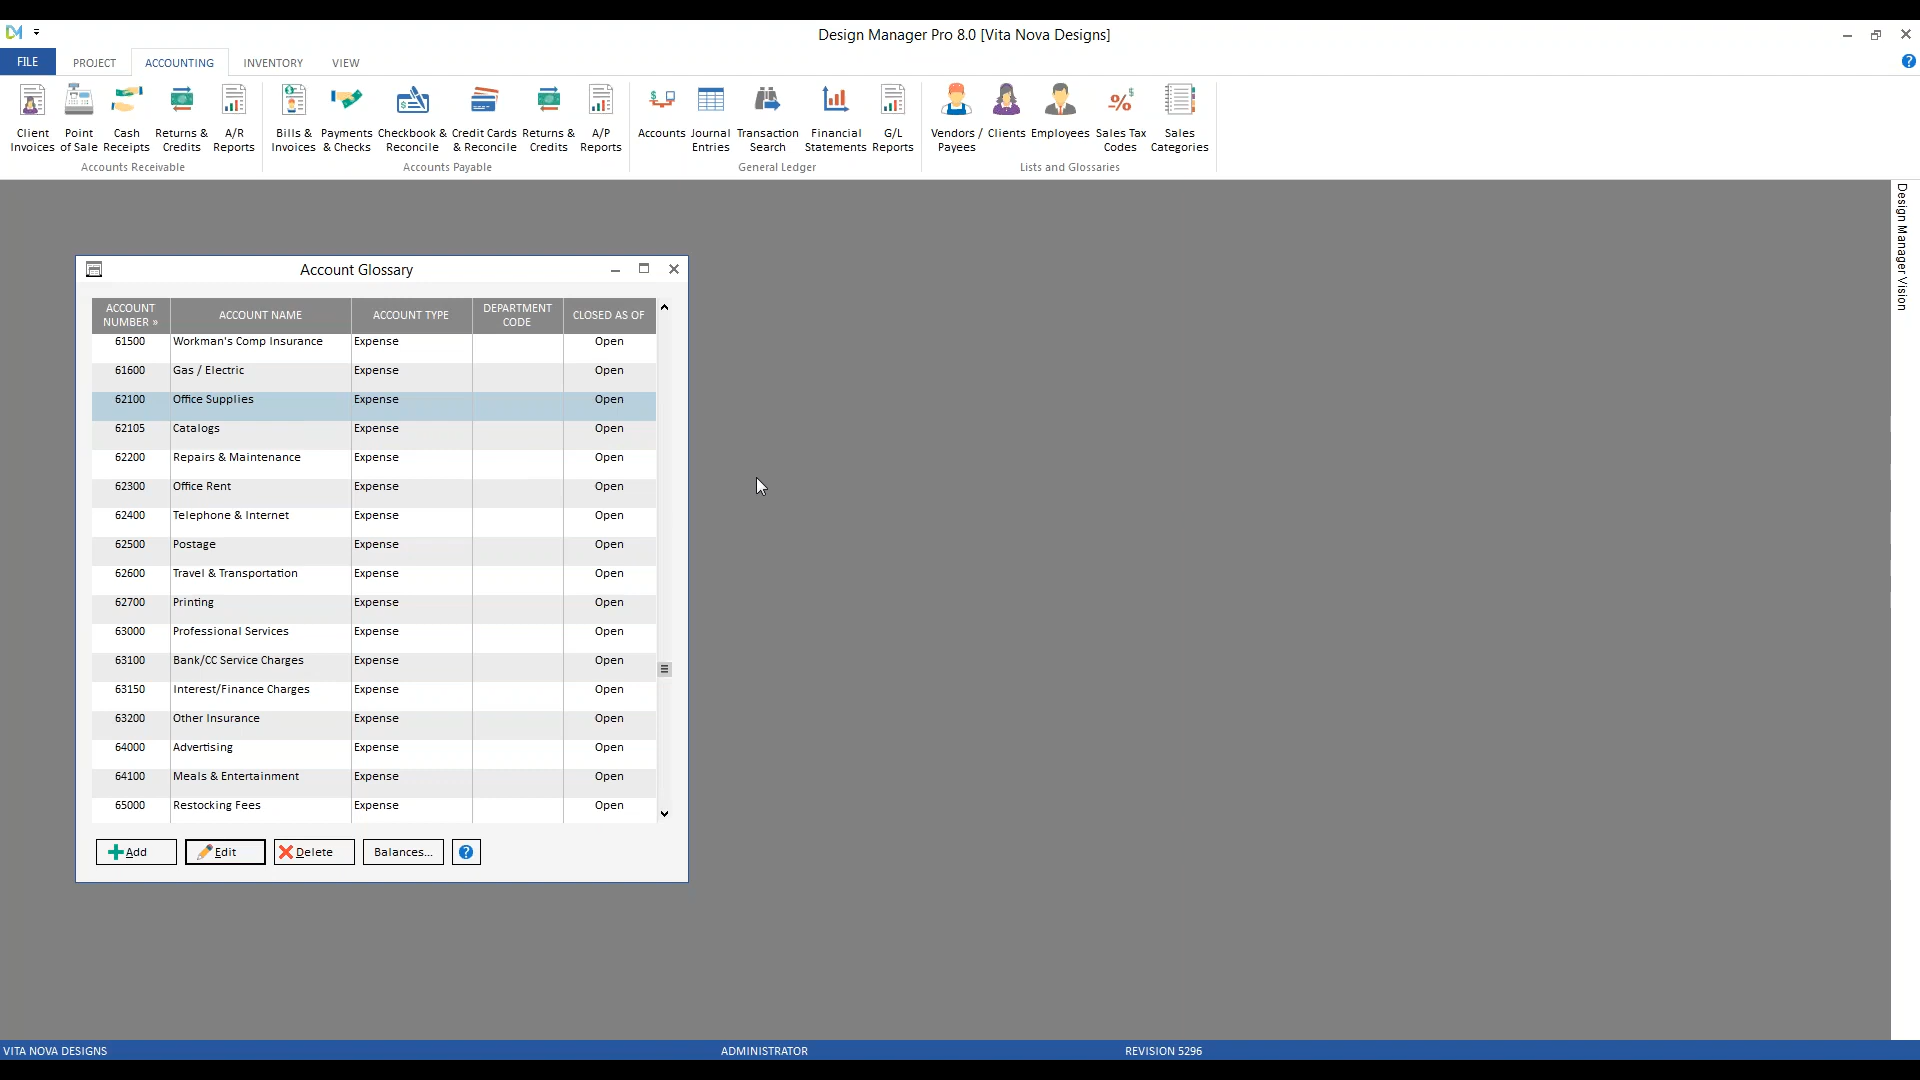 Design Manager Pro 8.0 [Vita Nova Designs]
FILE PROJECT ACCOUNTING INVENTORY VIEW
Client Invoices
Point of Sale
Cash Receipts
Returns & Credits
A/R Reports
Accounts Receivable
Bills & Invoices
Payments & Checks
Checkbook & Reconcile
Credit Cards & Reconcile
Returns & Credits
A/P Reports
Accounts Payable
Accounts
Journal Entries
Transaction Search
Financial Statements
G/L Reports
General Ledger
Vendors / Payees
Clients
Employees
Sales Tax Codes
Sales Categories
Lists and Glossaries
Design Manager Vision
Account Glossary
ACCOUNT NUMBER » ACCOUNT NAME ACCOUNT TYPE DEPARTMENT CODE CLOSED AS OF
61500 Workman's Comp Insurance Expense Open
61600 Gas / Electric Expense Open
62100 Office Supplies Expense Open
62105 Catalogs Expense Open
62200 Repairs & Maintenance Expense Open
62300 Office Rent Expense Open
62400 Telephone & Internet Expense Open
62500 Postage Expense Open
62600 Travel & Transportation Expense Open
62700 Printing Expense Open
63000 Professional Services Expense Open
63100 Bank/CC Service Charges Expense Open
63150 Interest/Finance Charges Expense Open
63200 Other Insurance Expense Open
64000 Advertising Expense Open
64100 Meals & Entertainment Expense Open
65000 Restocking Fees Expense Open
Add Edit Delete Balances... ?
VITA NOVA DESIGNS ADMINISTRATOR REVISION 5296